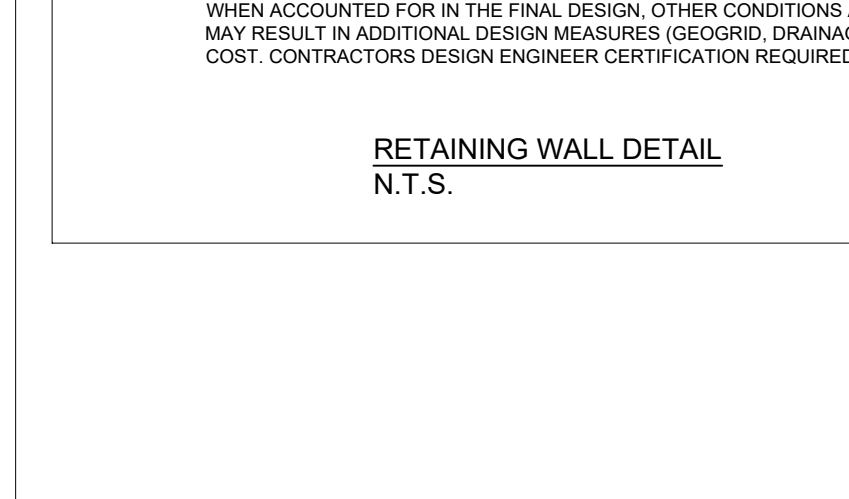 WHEN ACCOUNTED FOR IN THE FINAL DESIGN, OTHER CONDITIONS
MAY RESULT IN ADDITIONAL DESIGN MEASURES (GEOGRID,
COST. CONTRACTORS DESIGN ENGINEER CERTIFICATION REQUIRED
RETAINING WALL DETAIL
N.T.S.